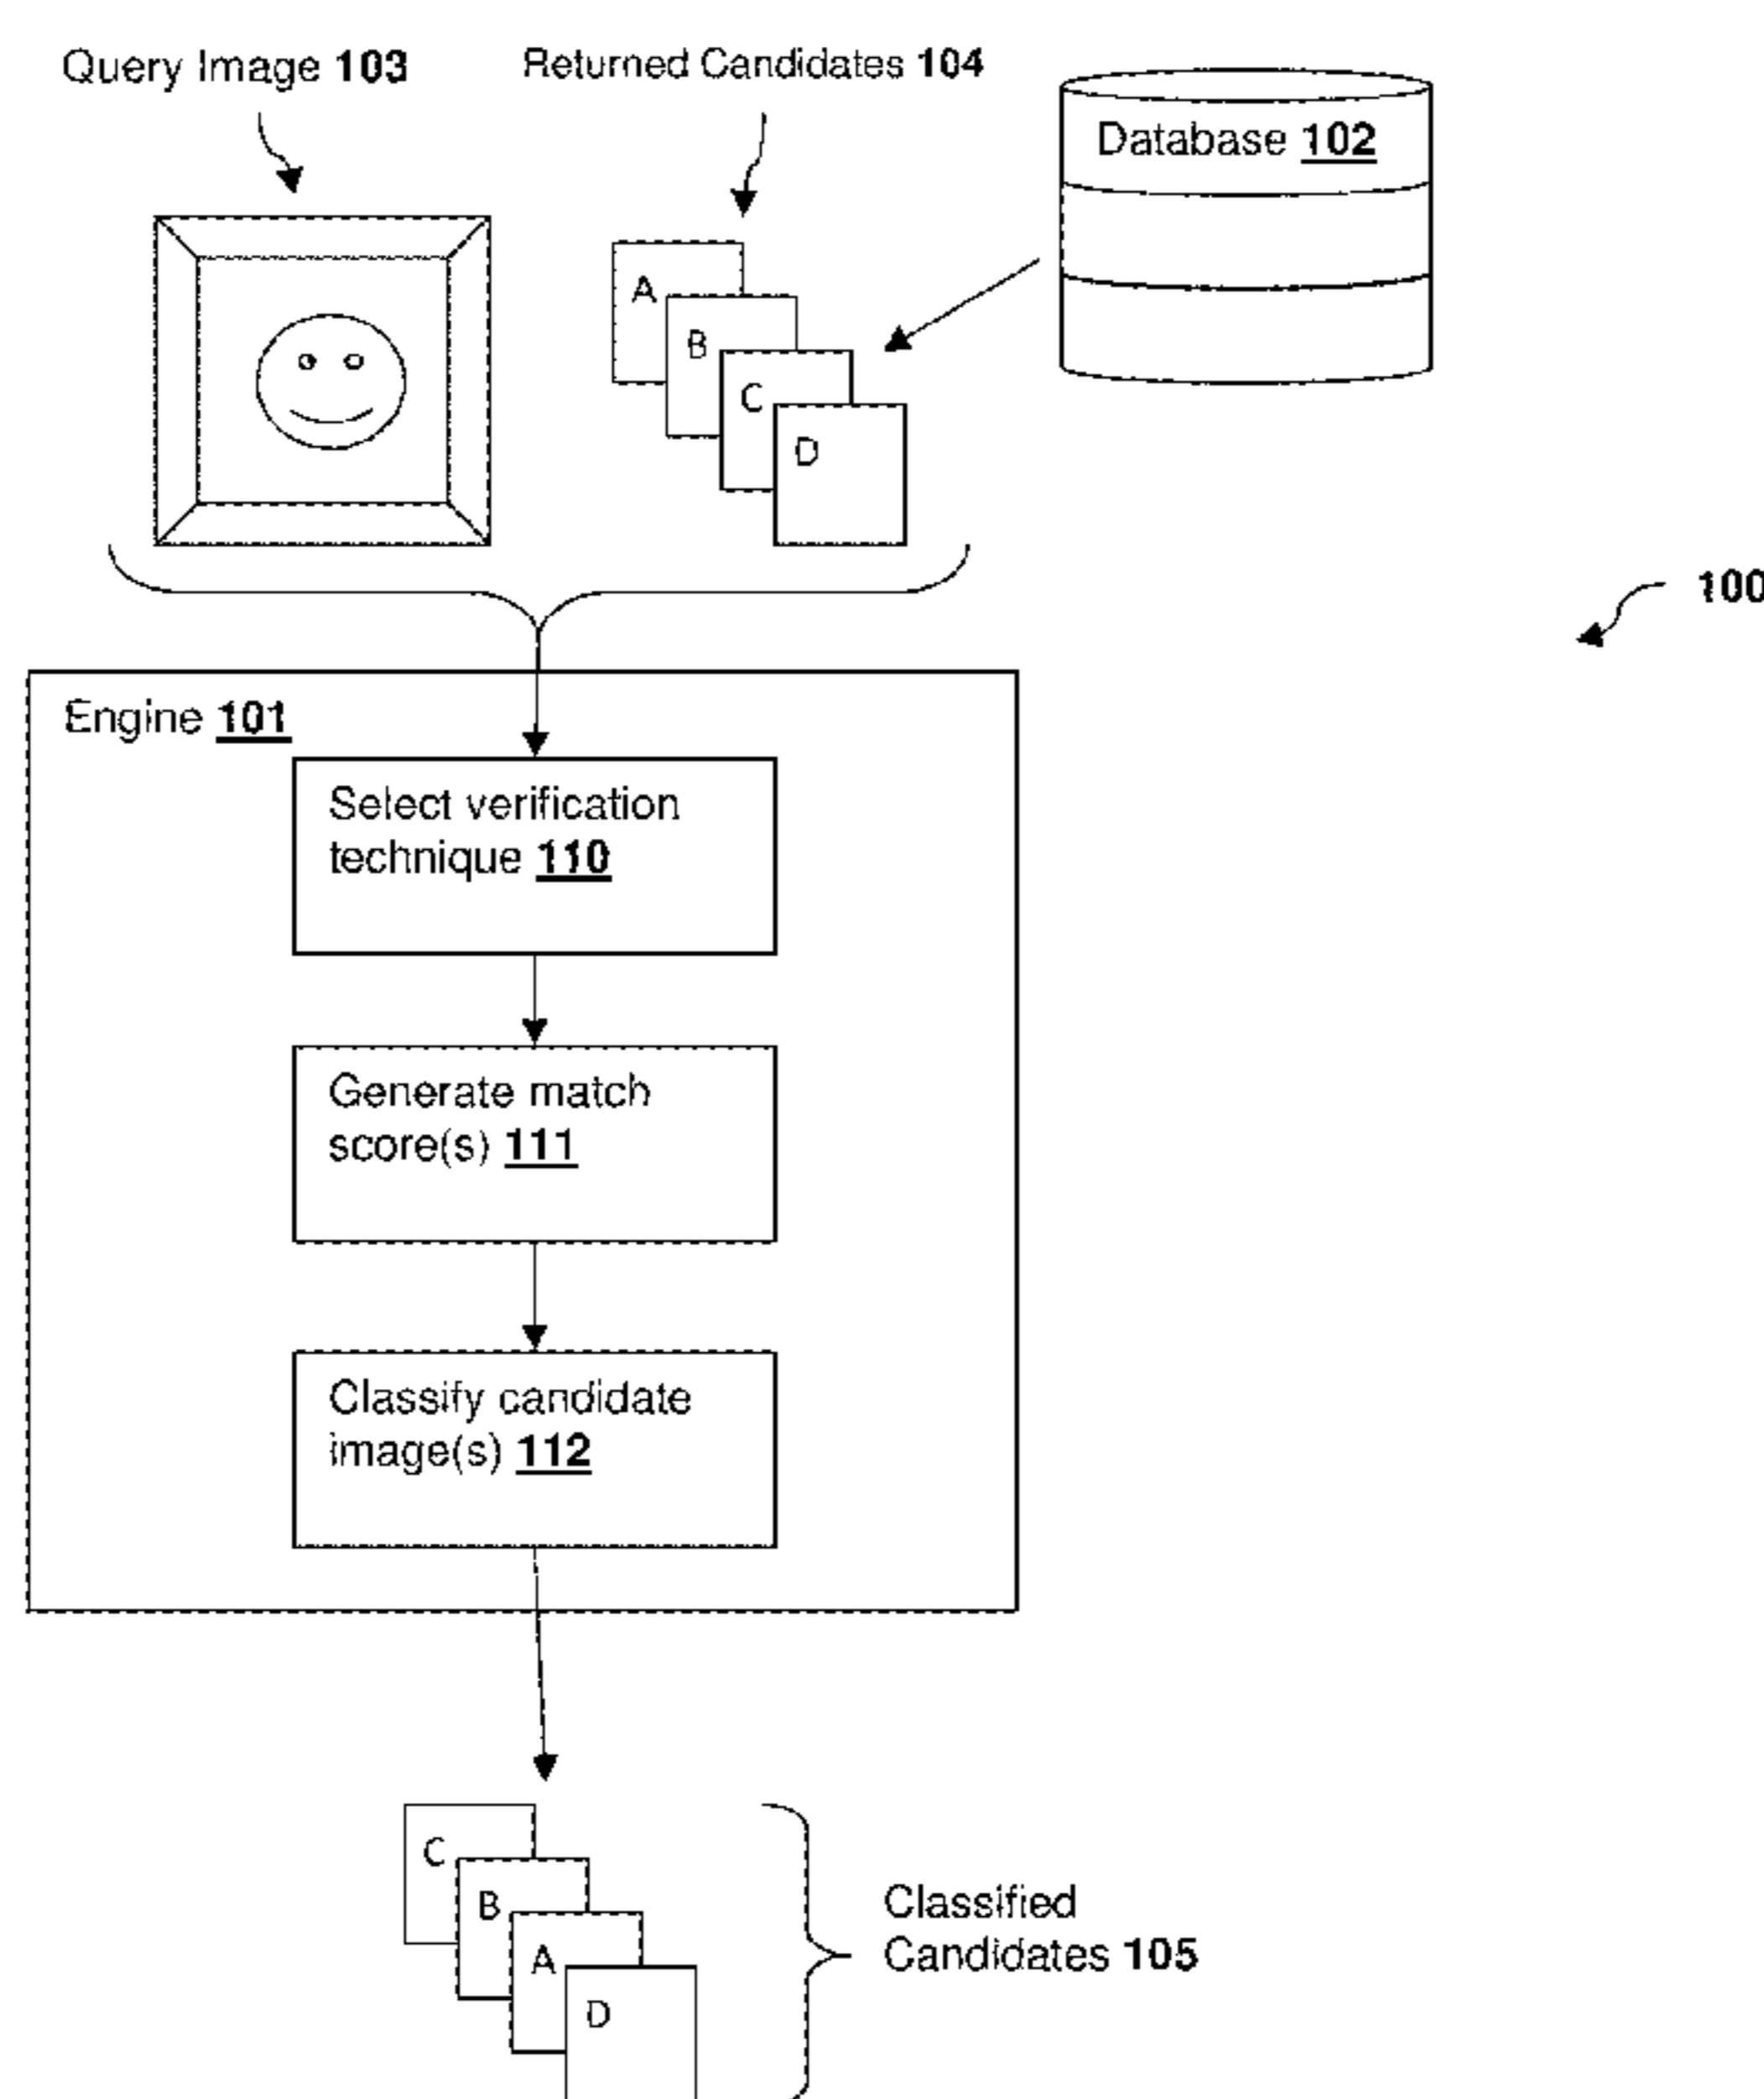 Query Image 103
Returned Candidates 104
Database 102
A
B
C
D
100
Engine 101
Select verification
technique 110
Generate match
score(s) 111
Classify candidate
image(s) 112
C
B
A
D
Classified
Candidates 105